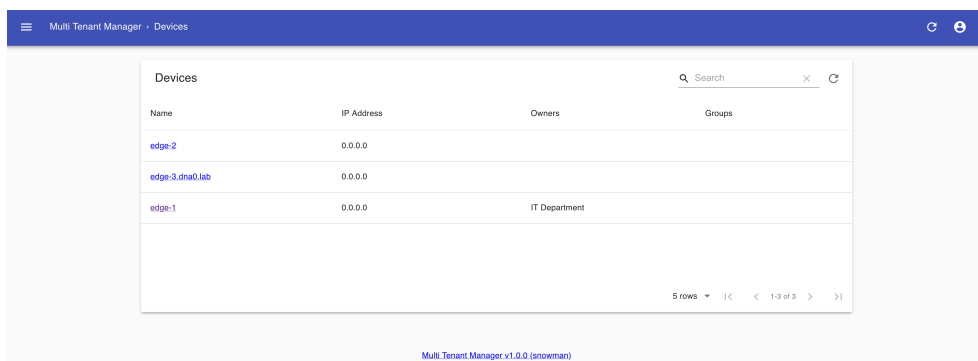 Multi Tenant Manager › Devices
Devices
Search
Name IP Address Owners Groups
edge-2 0.0.0.0
edge-3.dna0.lab 0.0.0.0
edge-1 0.0.0.0 IT Department
5 rows 1-3 of 3
Multi Tenant Manager v1.0.0 (snowman)